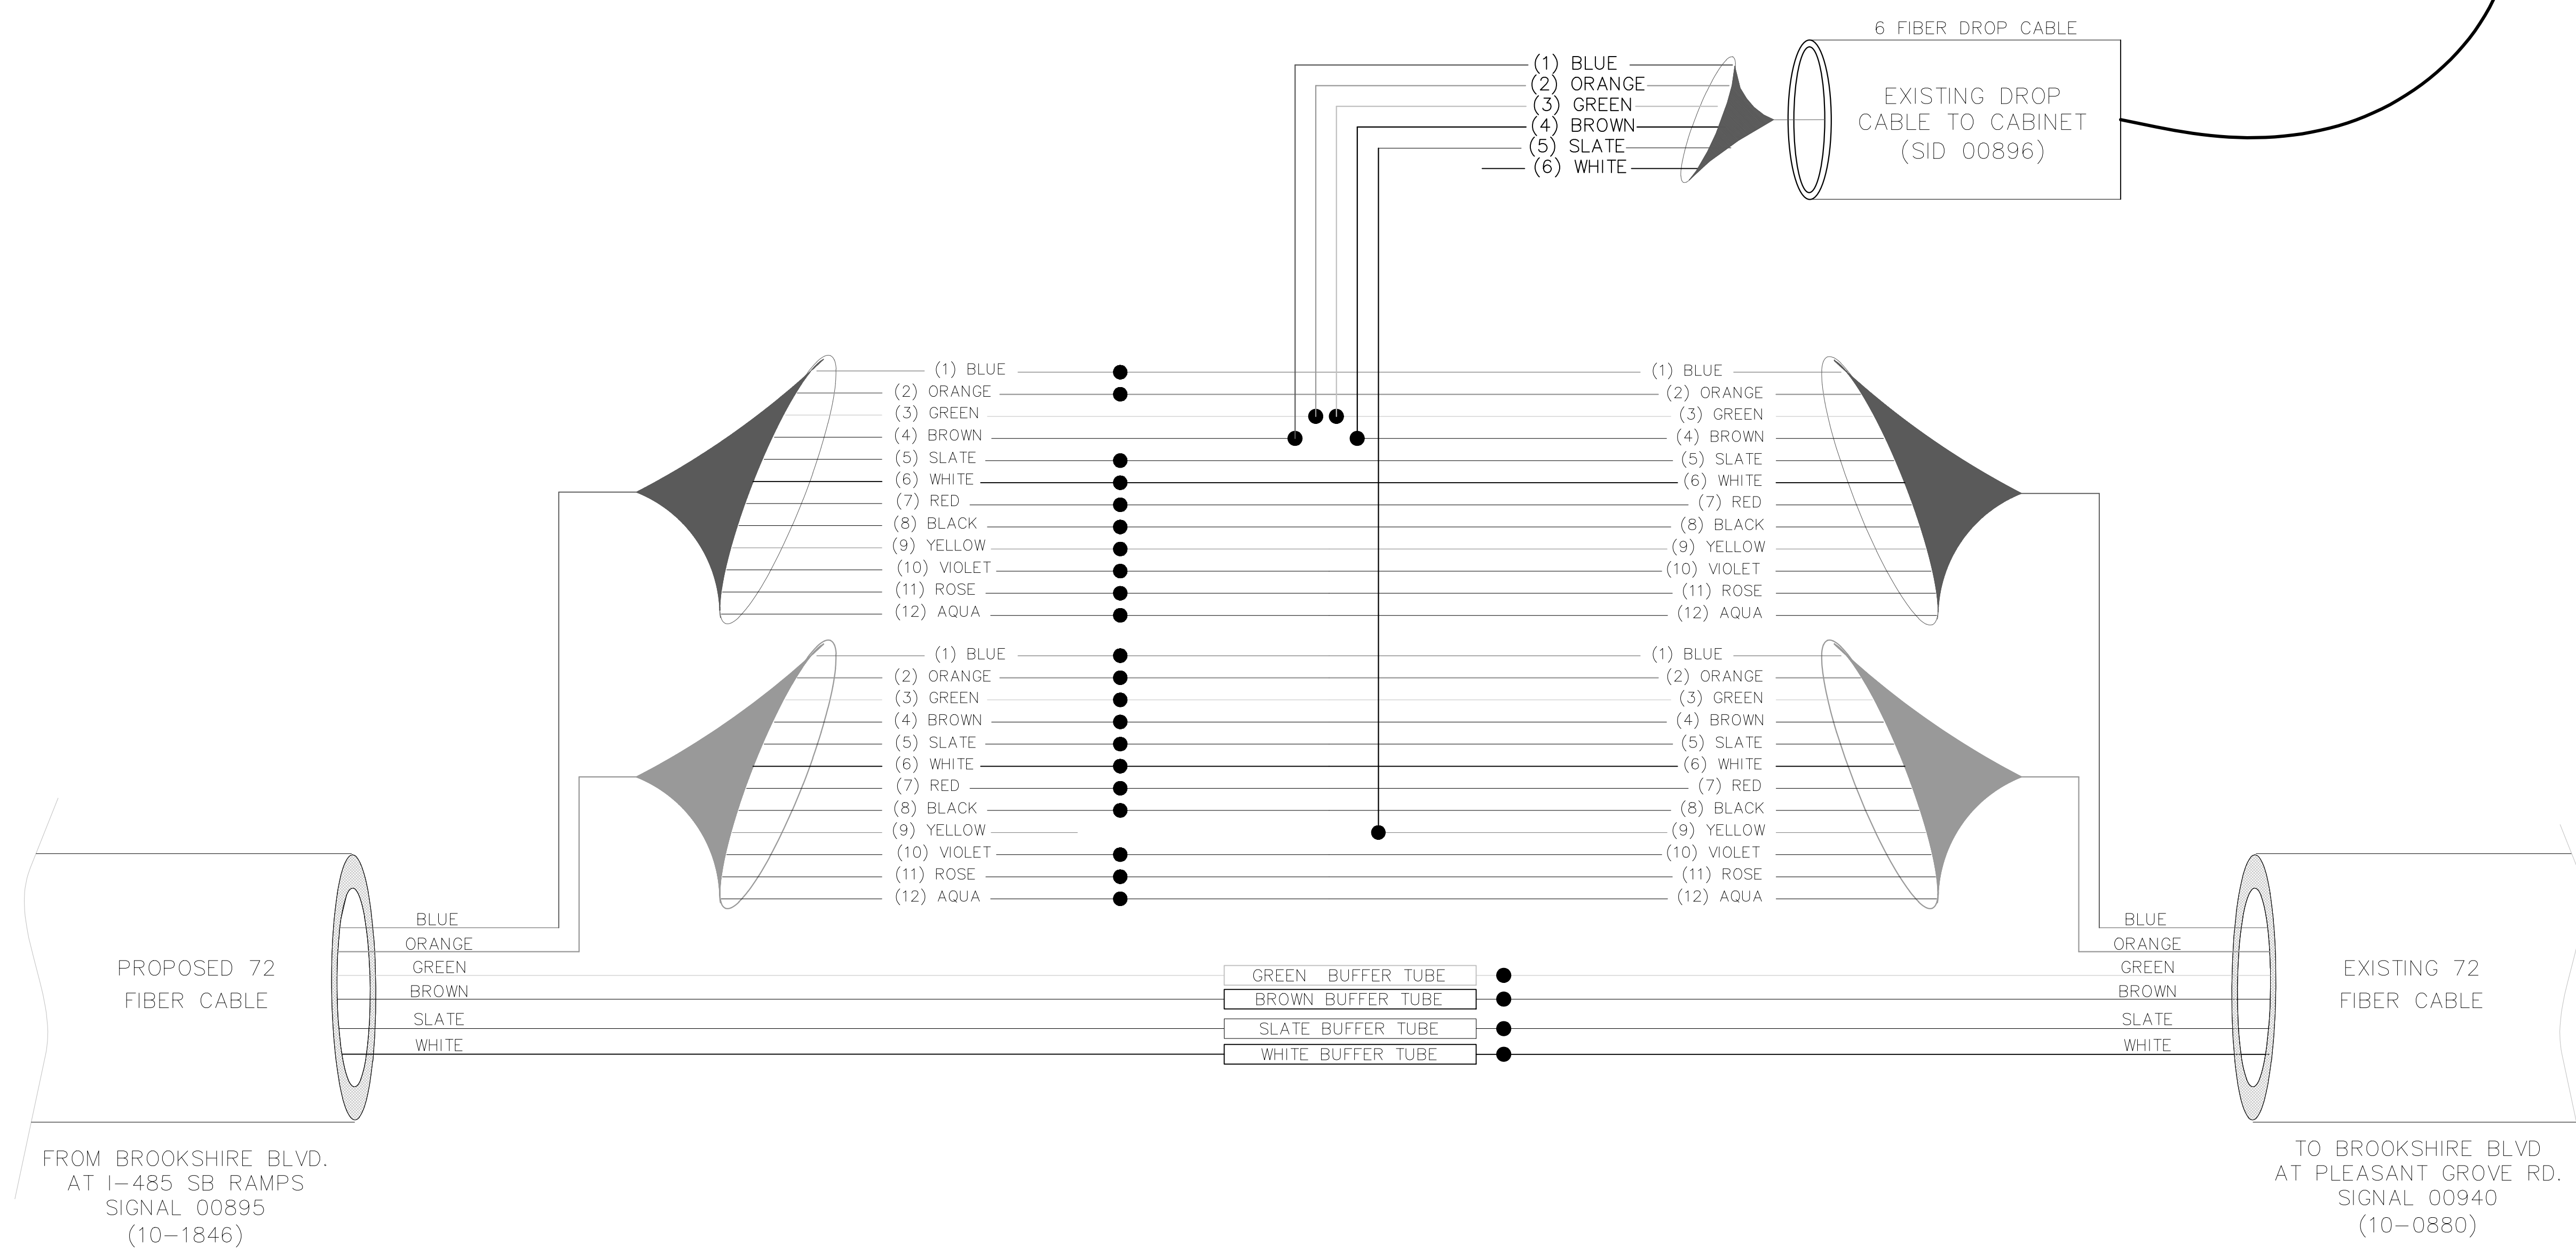 6 FIBER DROP CABLE
(1) BLUE
(2) ORANGE
(3) GREEN
(4) BROWN
(5) SLATE
(6) WHITE
EXISTING DROP
CABLE TO CABINET
(SID 00896)
(1) BLUE
(2) ORANGE
(3) GREEN
(4) BROWN
(5) SLATE
(6) WHITE
(7) RED
(8) BLACK
(9) YELLOW
(10) VIOLET
(11) ROSE
(12) AQUA
(1) BLUE
(2) ORANGE
(3) GREEN
(4) BROWN
(5) SLATE
(6) WHITE
(7) RED
(8) BLACK
(9) YELLOW
(10) VIOLET
(11) ROSE
(12) AQUA
(1) BLUE
(2) ORANGE
(3) GREEN
(4) BROWN
(5) SLATE
(6) WHITE
(7) RED
(8) BLACK
(9) YELLOW
(10) VIOLET
(11) ROSE
(12) AQUA
(1) BLUE
(2) ORANGE
(3) GREEN
(4) BROWN
(5) SLATE
(6) WHITE
(7) RED
(8) BLACK
(9) YELLOW
(10) VIOLET
(11) ROSE
(12) AQUA
PROPOSED 72
FIBER CABLE
BLUE
ORANGE
GREEN
BROWN
SLATE
WHITE
GREEN BUFFER TUBE
BROWN BUFFER TUBE
SLATE BUFFER TUBE
WHITE BUFFER TUBE
BLUE
ORANGE
GREEN
BROWN
SLATE
WHITE
EXISTING 72
FIBER CABLE
FROM BROOKSHIRE BLVD.
AT I-485 SB RAMPS
SIGNAL 00895
(10-1846)
TO BROOKSHIRE BLVD
AT PLEASANT GROVE RD.
SIGNAL 00940
(10-0880)